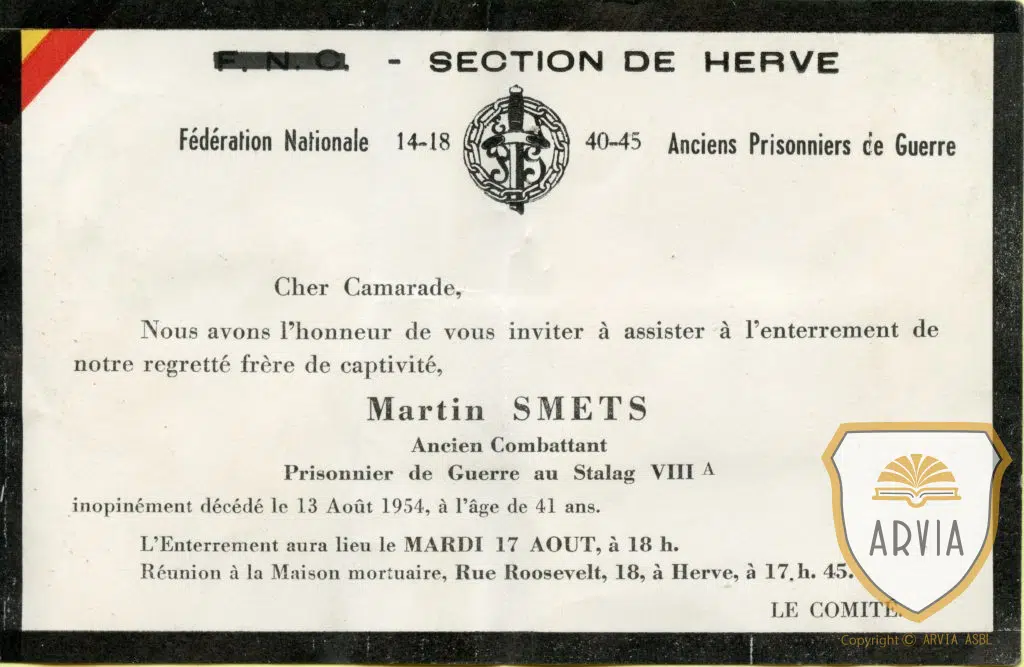 F. N. C. - SECTION DE HERVE
Fédération Nationale 14-18 40-45 Anciens Prisonniers de Guerre
Cher Camarade,
Nous avons l'honneur de vous inviter à assister à l'enterrement de
notre regretté frère de captivité,
Martin SMETS
Ancien Combattant
Prisonnier de Guerre au Stalag VIII A
inopinément décédé le 13 Août 1954, à l'âge de 41 ans.
L'Enterrement aura lieu le MARDI 17 AOUT, à 18 h.
Réunion à la Maison mortuaire, Rue Roosevelt, 18, à Herve, à 17.h. 45.
LE COMITE.
ARVIA
Copyright © ARVIA ASBL